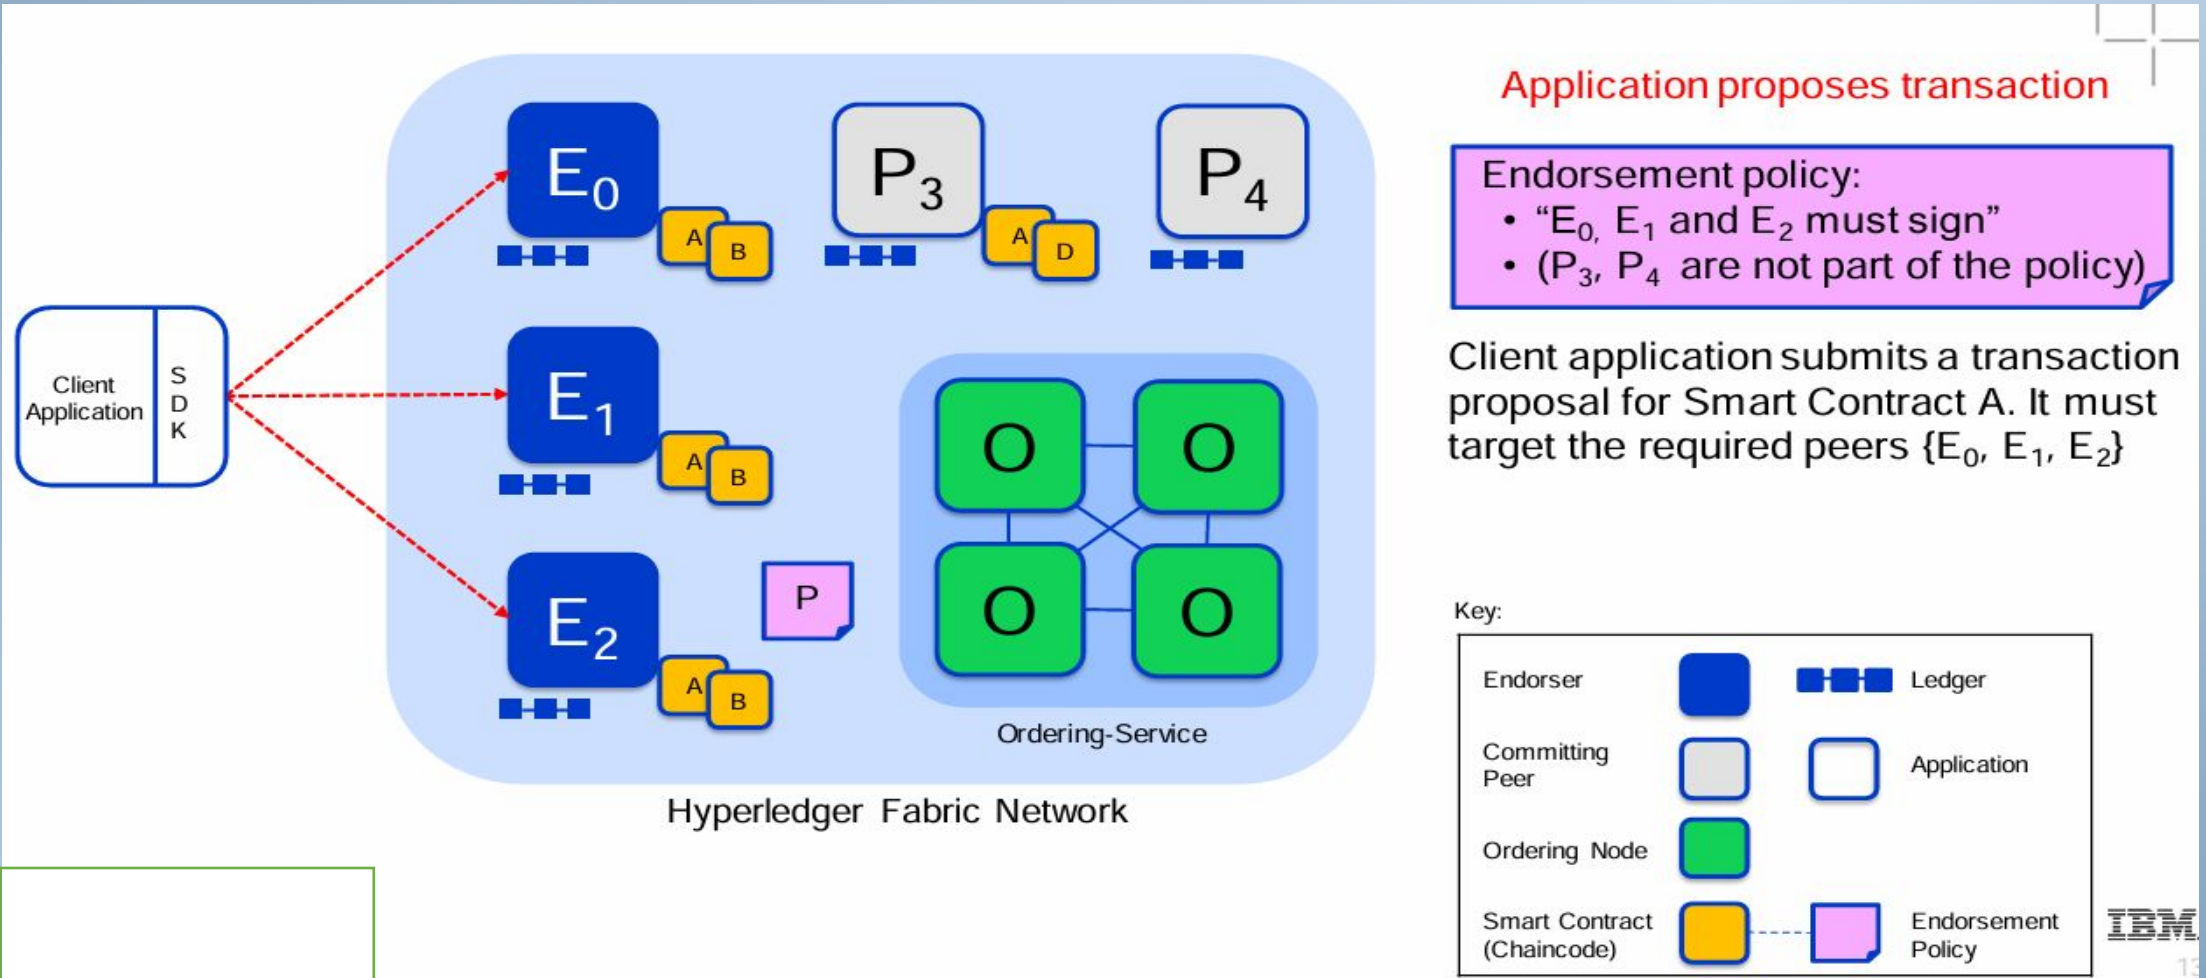 Application proposes transaction
E0
A
B
P3
A
D
P4
Endorsement policy:
• “E0, E1 and E2 must sign”
• (P3, P4 are not part of the policy)
Client
Application
S
D
K
E1
A
B
O
O
O
O
Client application submits a transaction
proposal for Smart Contract A. It must
target the required peers {E0, E1, E2}
E2
A
B
P
Ordering-Service
Hyperledger Fabric Network
Key:
Endorser
Ledger
Committing
Peer
Application
Ordering Node
Smart Contract
(Chaincode)
Endorsement
Policy
IBM
13